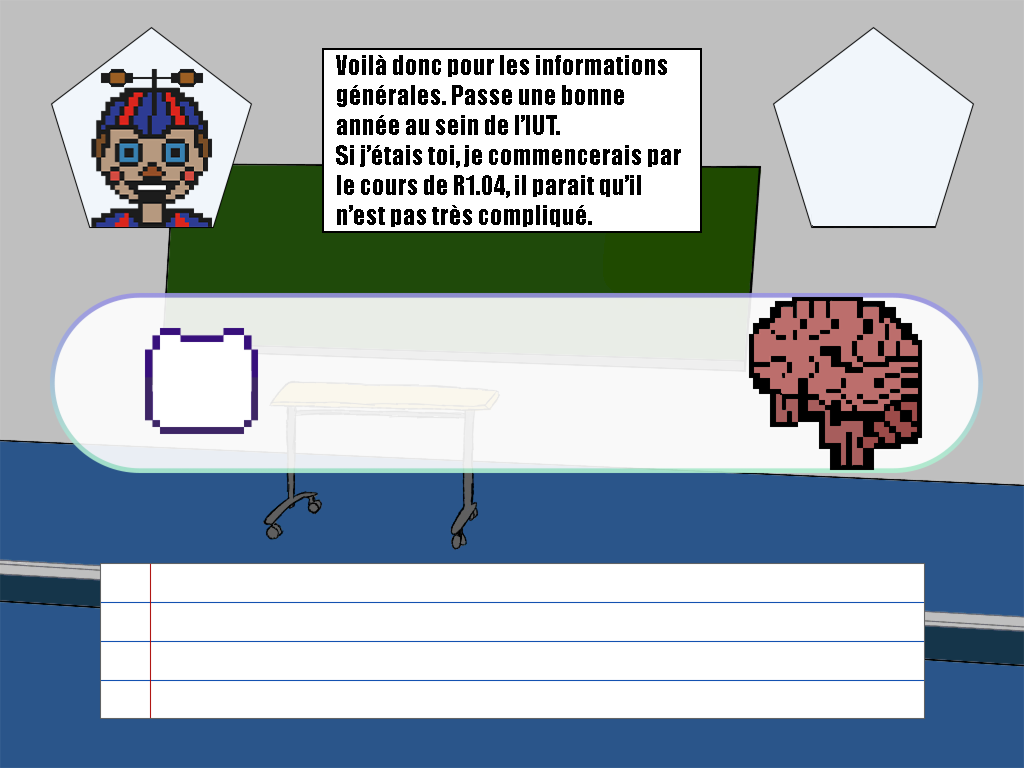 Voilà donc pour les informations
générales. Passe une bonne
année au sein de l'IUT.
Si j'étais toi, je commencerais par
le cours de R1.04, il parait qu'il
n'est pas très compliqué.